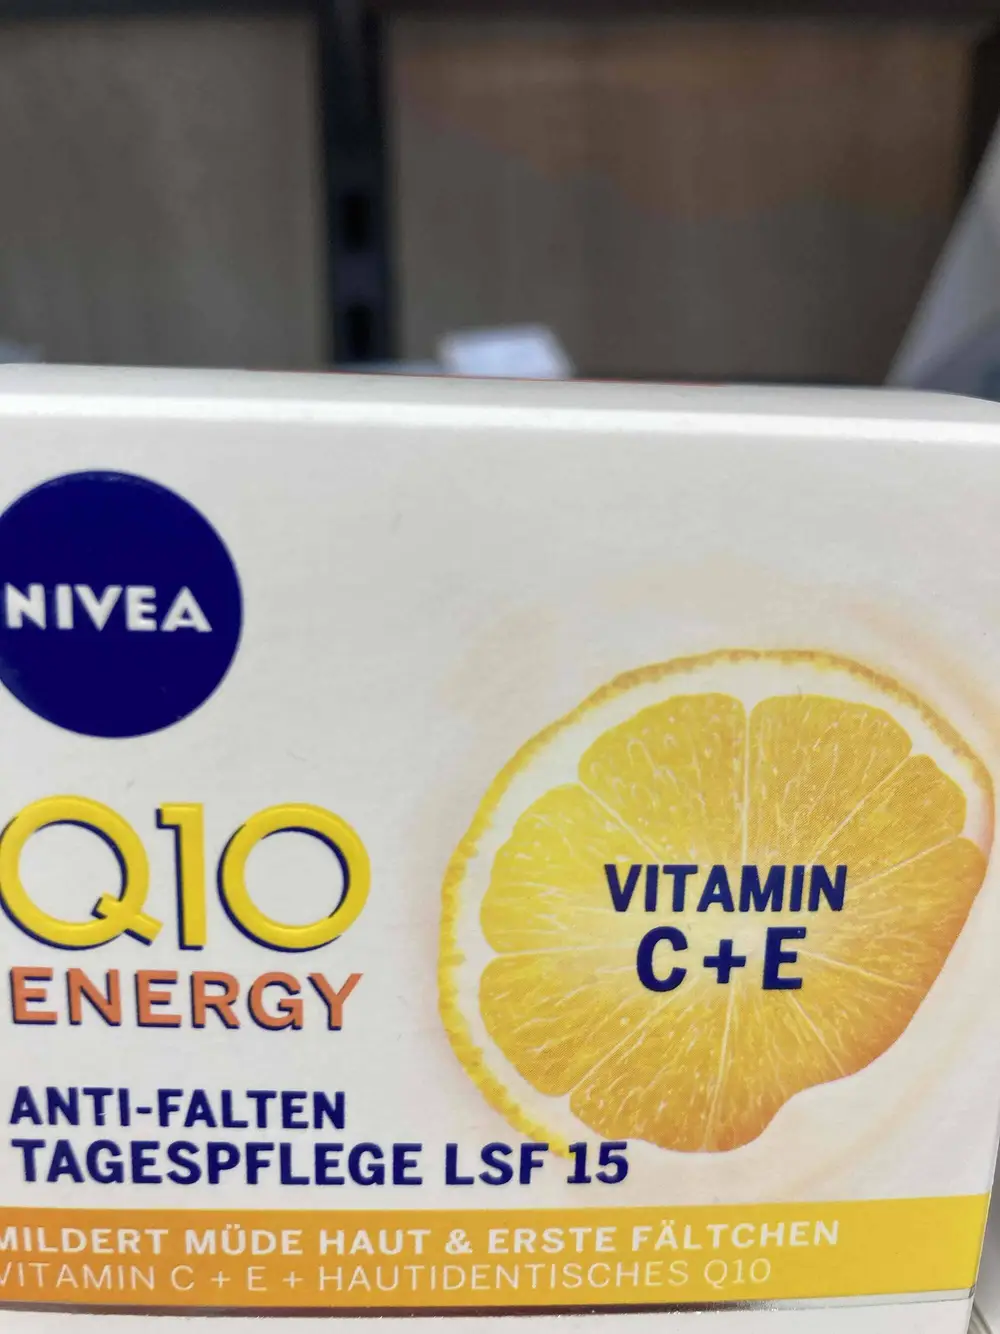 NIVEA
Q10
ENERGY
VITAMIN
C+E
ANTI-FALTEN
TAGESPFLEGE LSF 15
MILDERT MÜDE HAUT & ERSTE FÄLTCHEN
VITAMIN C + E + HAUTIDENTISCHES Q10